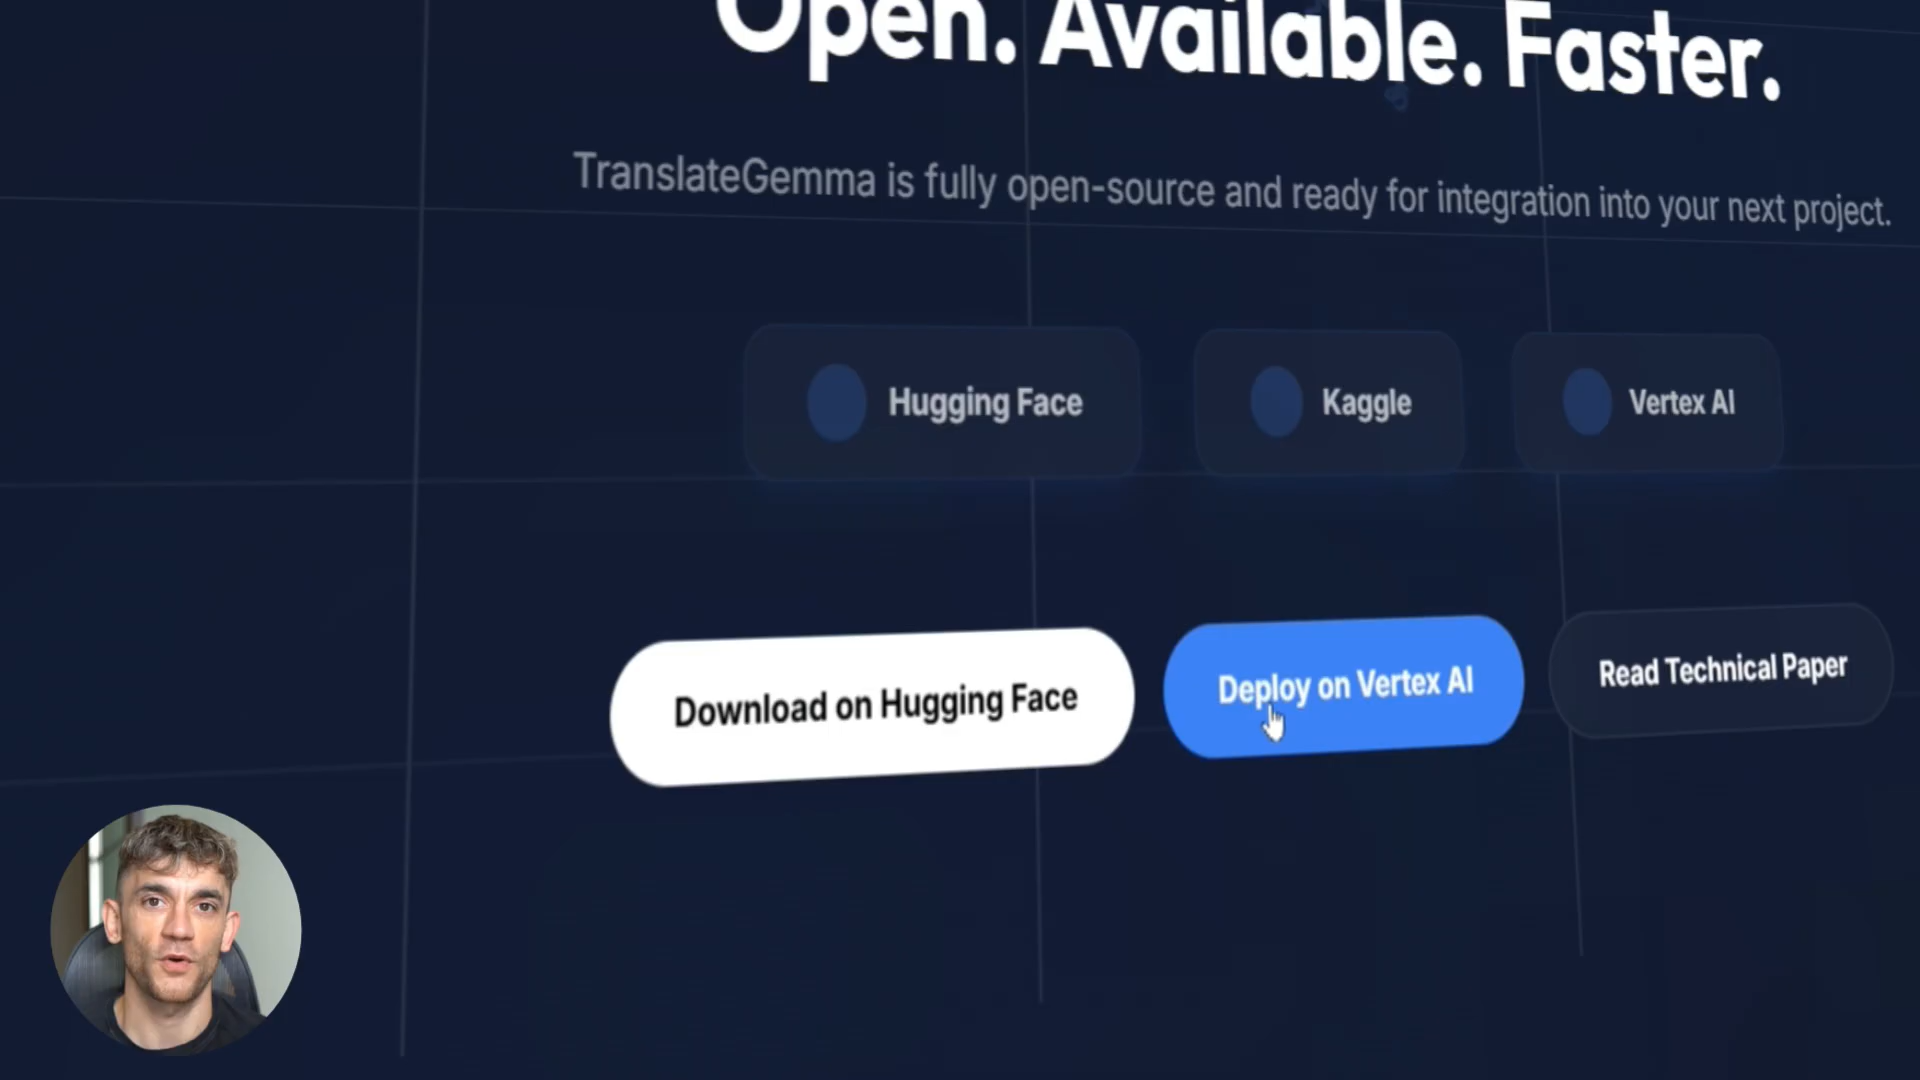 Open. Available. Faster.
TranslateGemma is fully open-source and ready for integration into your next project.
Hugging Face
Kaggle
Vertex AI
Download on Hugging Face
Deploy on Vertex AI
Read Technical Paper